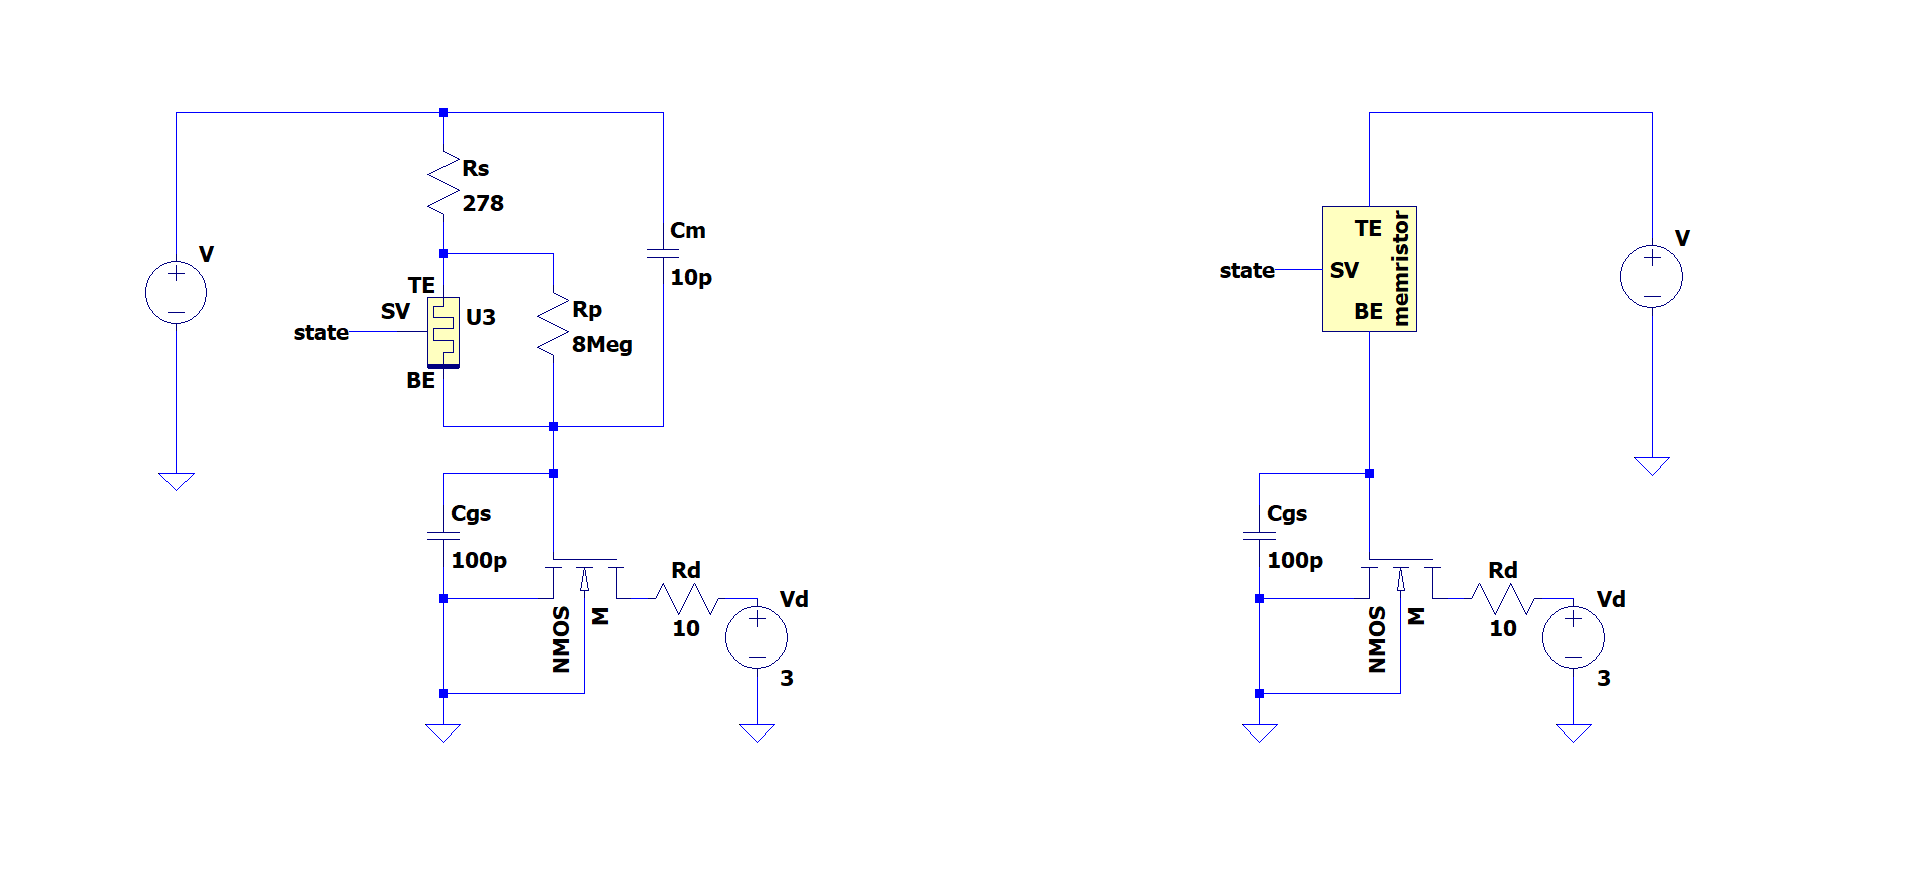 V
Rs
278
Cm
10p
TE
SV
U3
state
BE
Rp
8Meg
Cgs
100p
NMOS
M
Rd
10
Vd
3
TE
SV
BE
memristor
state
V
Cgs
100p
NMOS
M
Rd
10
Vd
3